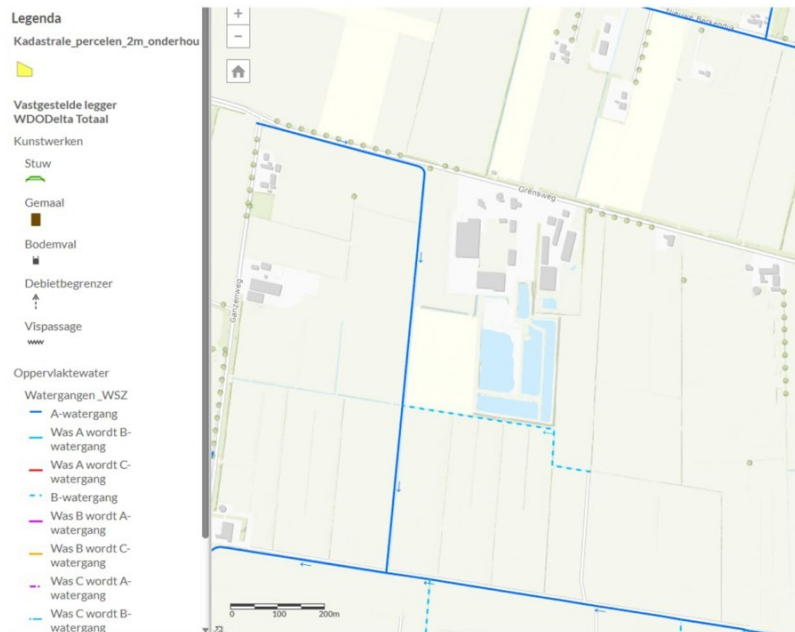 Legenda
Kadastrale_percelen_2m_onderhou
Vastgestelde legger
WDODelta Totaal
Kunstwerken
Stuw
Gemaal
Bodemval
Debietbegrenzer
Vispassage
Oppervlaktewater
Watergangen _WSZ
A-watergang
Was A wordt B-
watergang
Was A wordt C-
watergang
B-watergang
Was B wordt A-
watergang
Was B wordt C-
watergang
Was C wordt A-
watergang
Was C wordt B-
watergang
+
−
Grensweg
Ganzenweg
0 100 200m